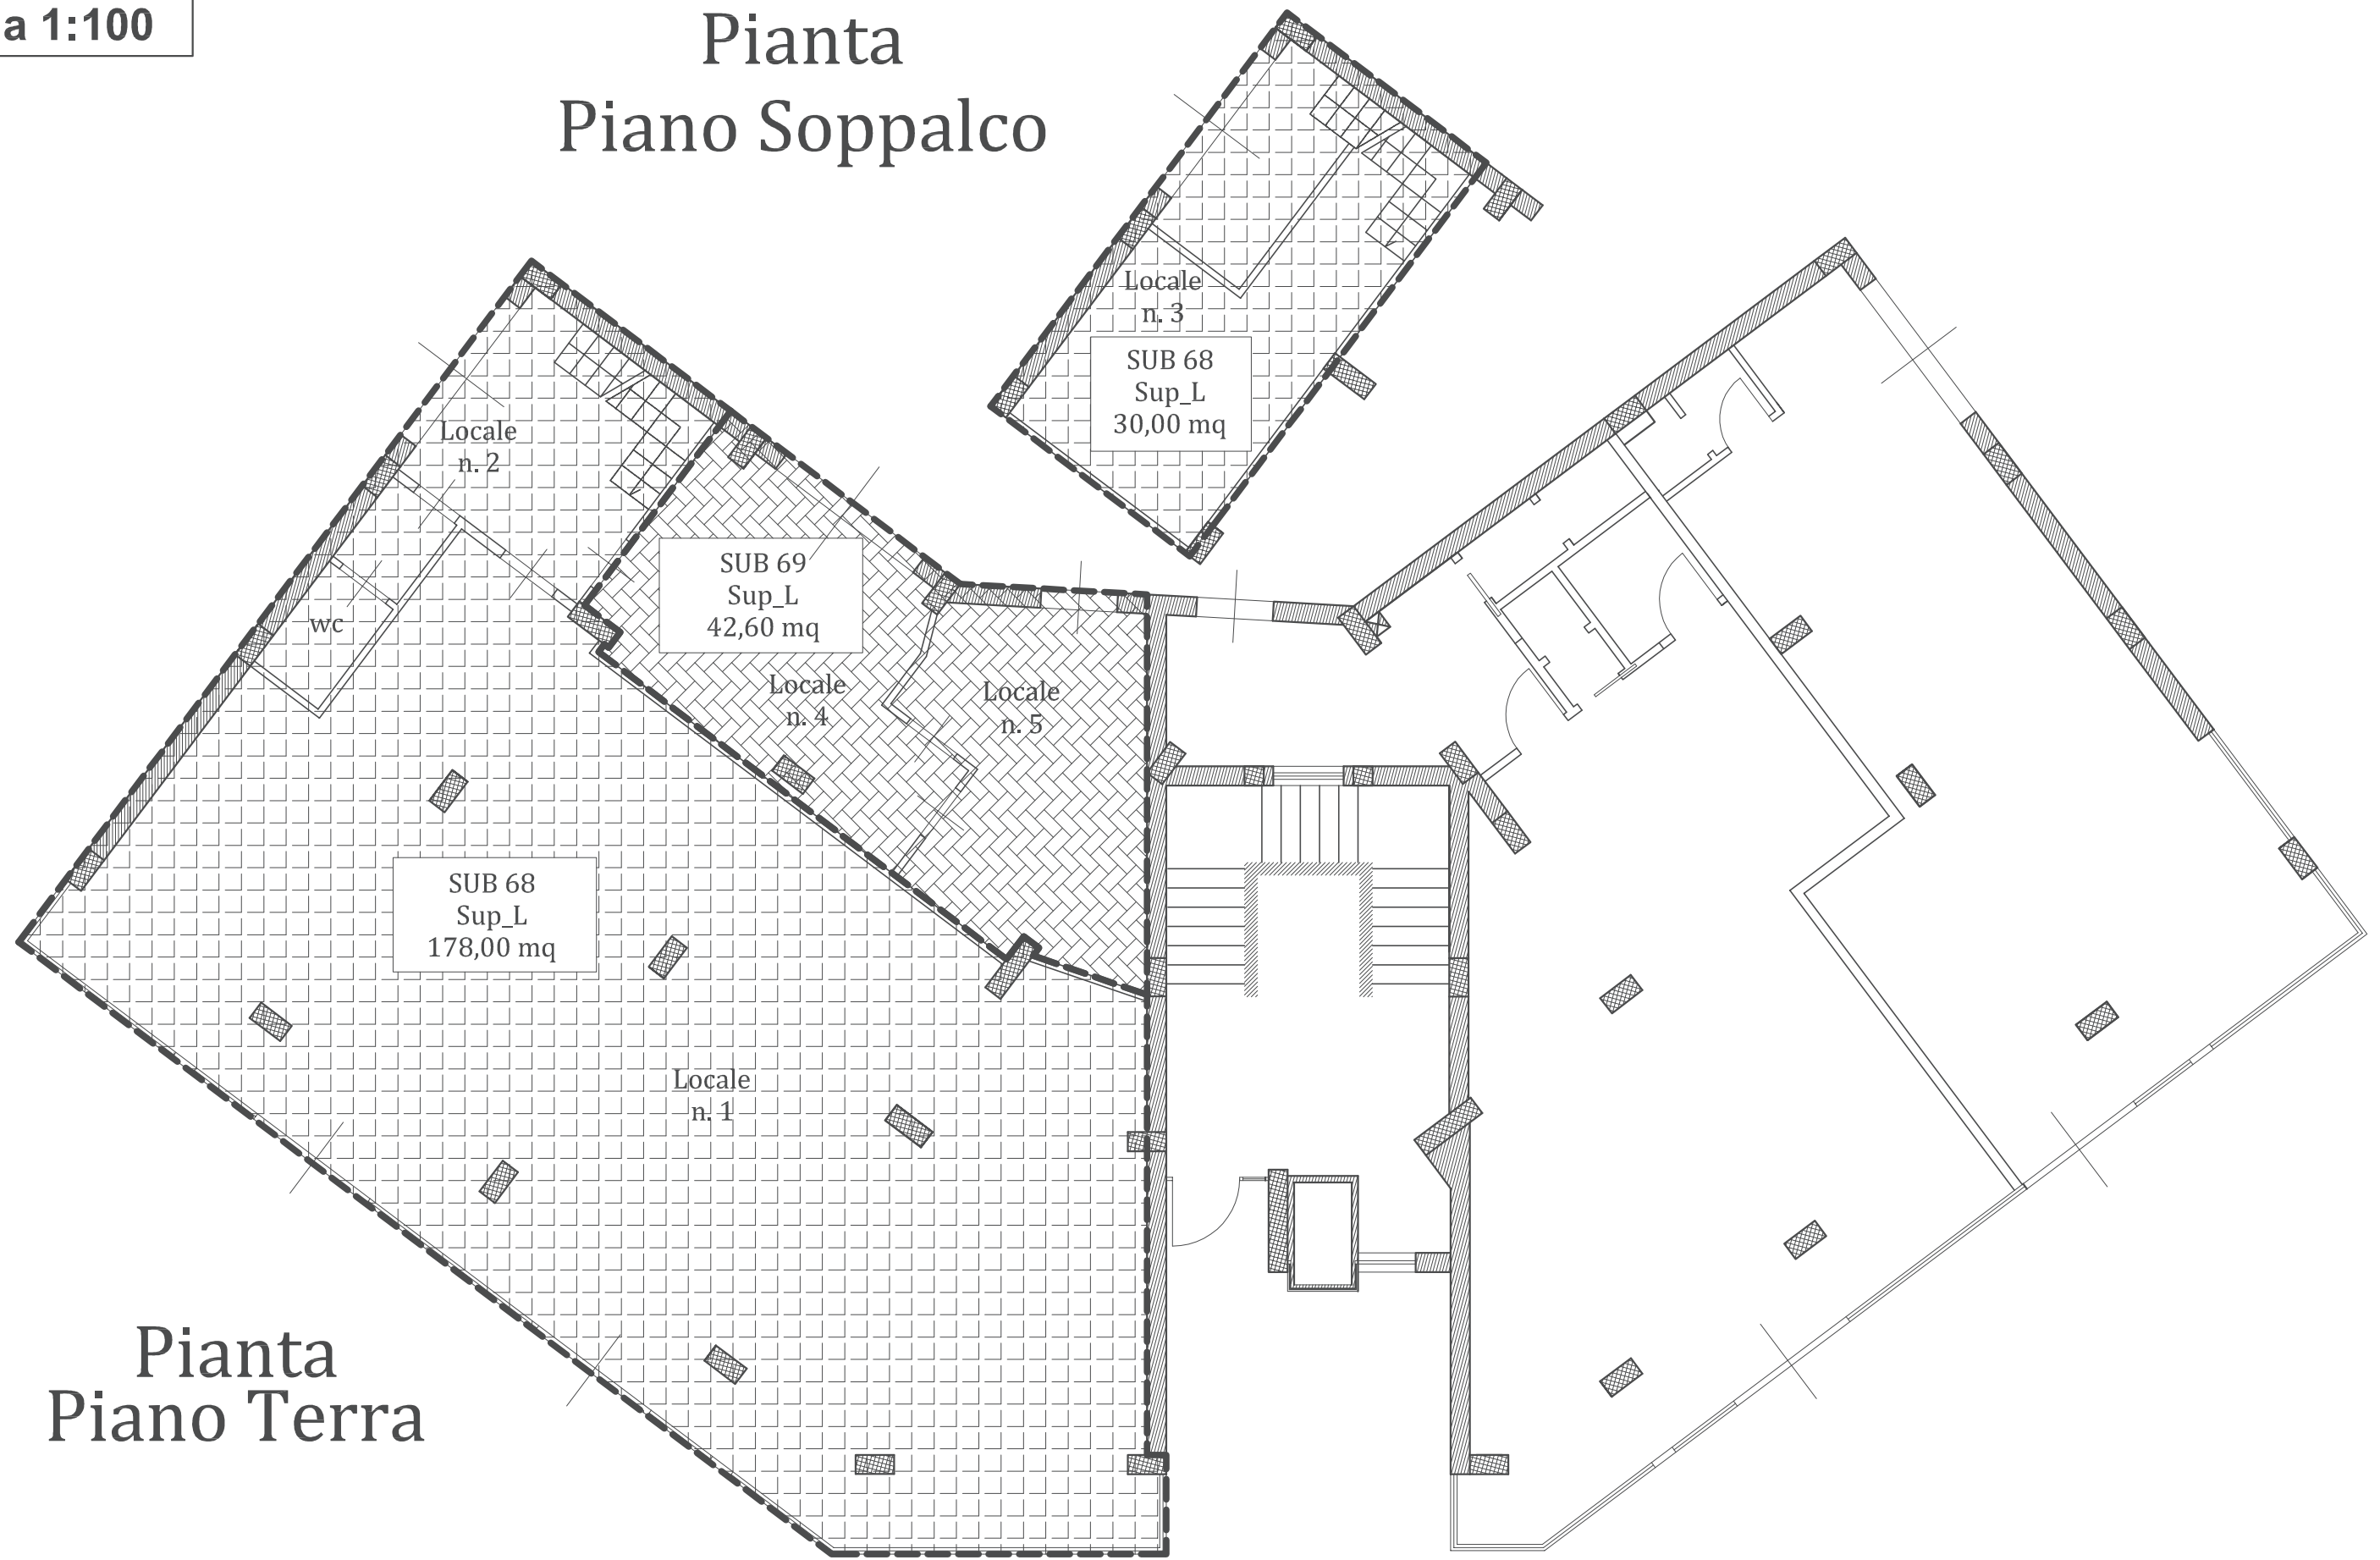 a 1:100
Pianta
Piano Soppalco
Locale
n. 3
SUB 68
Sup_L
30,00 mq
Locale
n. 2
SUB 69
Sup_L
42,60 mq
wc
Locale
n. 4
Locale
n. 5
SUB 68
Sup_L
178,00 mq
Locale
n. 1
Pianta
Piano Terra